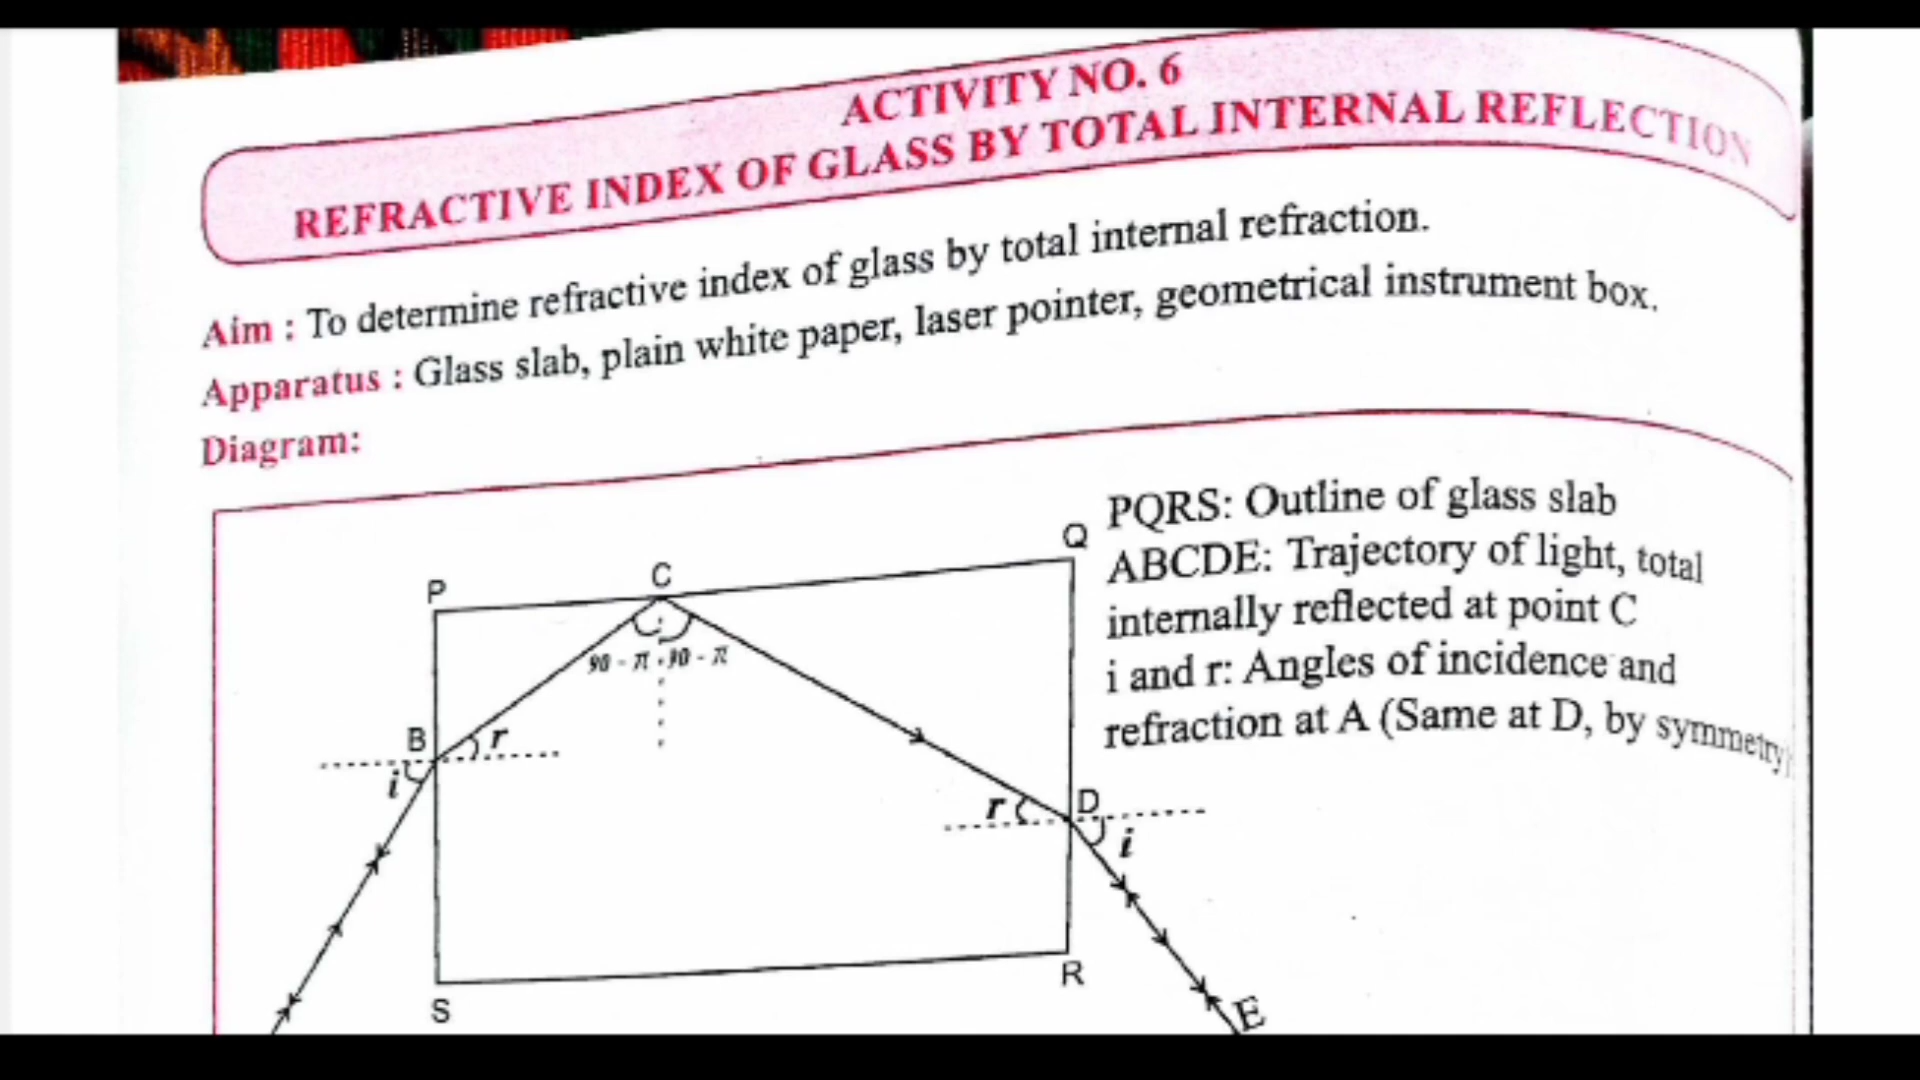 ACTIVITY NO. 6
REFRACTIVE INDEX OF GLASS BY TOTAL INTERNAL REFLECTION
Aim : To determine refractive index of glass by total internal refraction.
Apparatus : Glass slab, plain white paper, laser pointer, geometrical instrument box.
Diagram:
PQRS: Outline of glass slab
ABCDE: Trajectory of light, total
internally reflected at point C
i and r: Angles of incidence and
refraction at A (Same at D, by symmetry)
P
C
Q
90 - π
90 - π
B
r
i
r
D
i
S
R
E